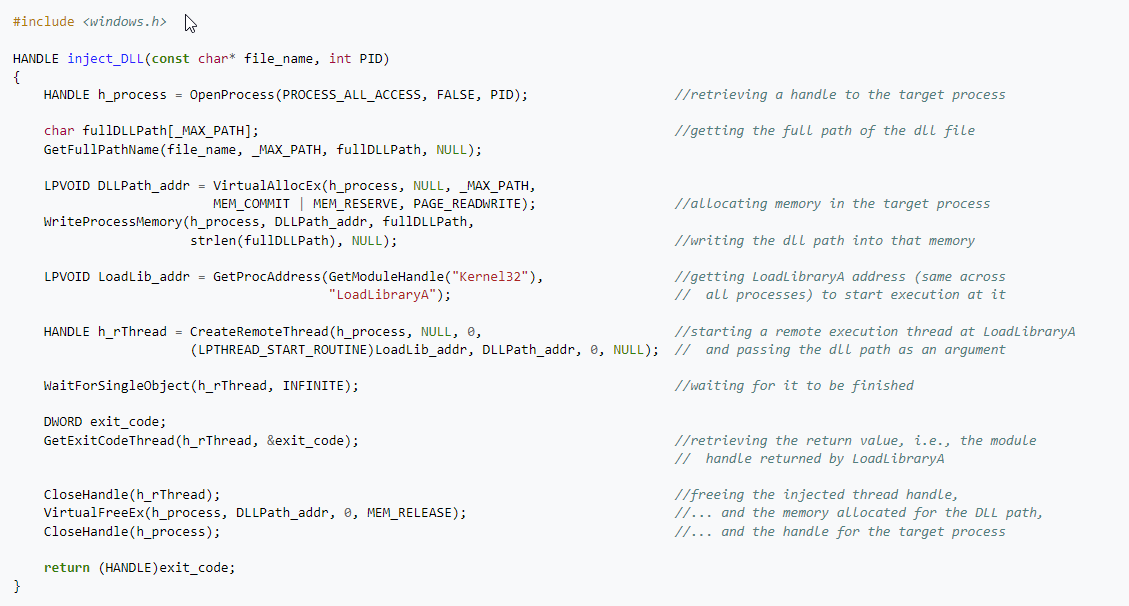 #include <windows.h>
HANDLE inject_DLL(const char* file_name, int PID)
{
    HANDLE h_process = OpenProcess(PROCESS_ALL_ACCESS, FALSE, PID);                   //retrieving a handle to the target process
    char fullDLLPath[_MAX_PATH];                                                      //getting the full path of the dll file
    GetFullPathName(file_name, _MAX_PATH, fullDLLPath, NULL);
    LPVOID DLLPath_addr = VirtualAllocEx(h_process, NULL, _MAX_PATH,
                          MEM_COMMIT | MEM_RESERVE, PAGE_READWRITE);                  //allocating memory in the target process
    WriteProcessMemory(h_process, DLLPath_addr, fullDLLPath,
                       strlen(fullDLLPath), NULL);                                    //writing the dll path into that memory
    LPVOID LoadLib_addr = GetProcAddress(GetModuleHandle("Kernel32"),                 //getting LoadLibraryA address (same across
                                         "LoadLibraryA");                             //  all processes) to start execution at it
    HANDLE h_rThread = CreateRemoteThread(h_process, NULL, 0,                         //starting a remote execution thread at LoadLibraryA
                       (LPTHREAD_START_ROUTINE)LoadLib_addr, DLLPath_addr, 0, NULL);  //  and passing the dll path as an argument
    WaitForSingleObject(h_rThread, INFINITE);                                         //waiting for it to be finished
    DWORD exit_code;
    GetExitCodeThread(h_rThread, &exit_code);                                         //retrieving the return value, i.e., the module
                                                                                      //  handle returned by LoadLibraryA
    CloseHandle(h_rThread);                                                           //freeing the injected thread handle,
    VirtualFreeEx(h_process, DLLPath_addr, 0, MEM_RELEASE);                           //... and the memory allocated for the DLL path,
    CloseHandle(h_process);                                                           //... and the handle for the target process
    return (HANDLE)exit_code;
}